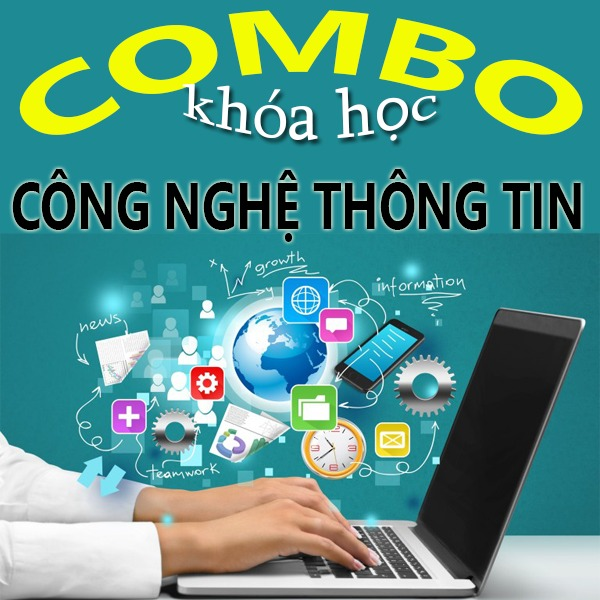 COMBO
khóa học
CÔNG NGHỆ THÔNG TIN
x
growth
y
information
news
teamwork